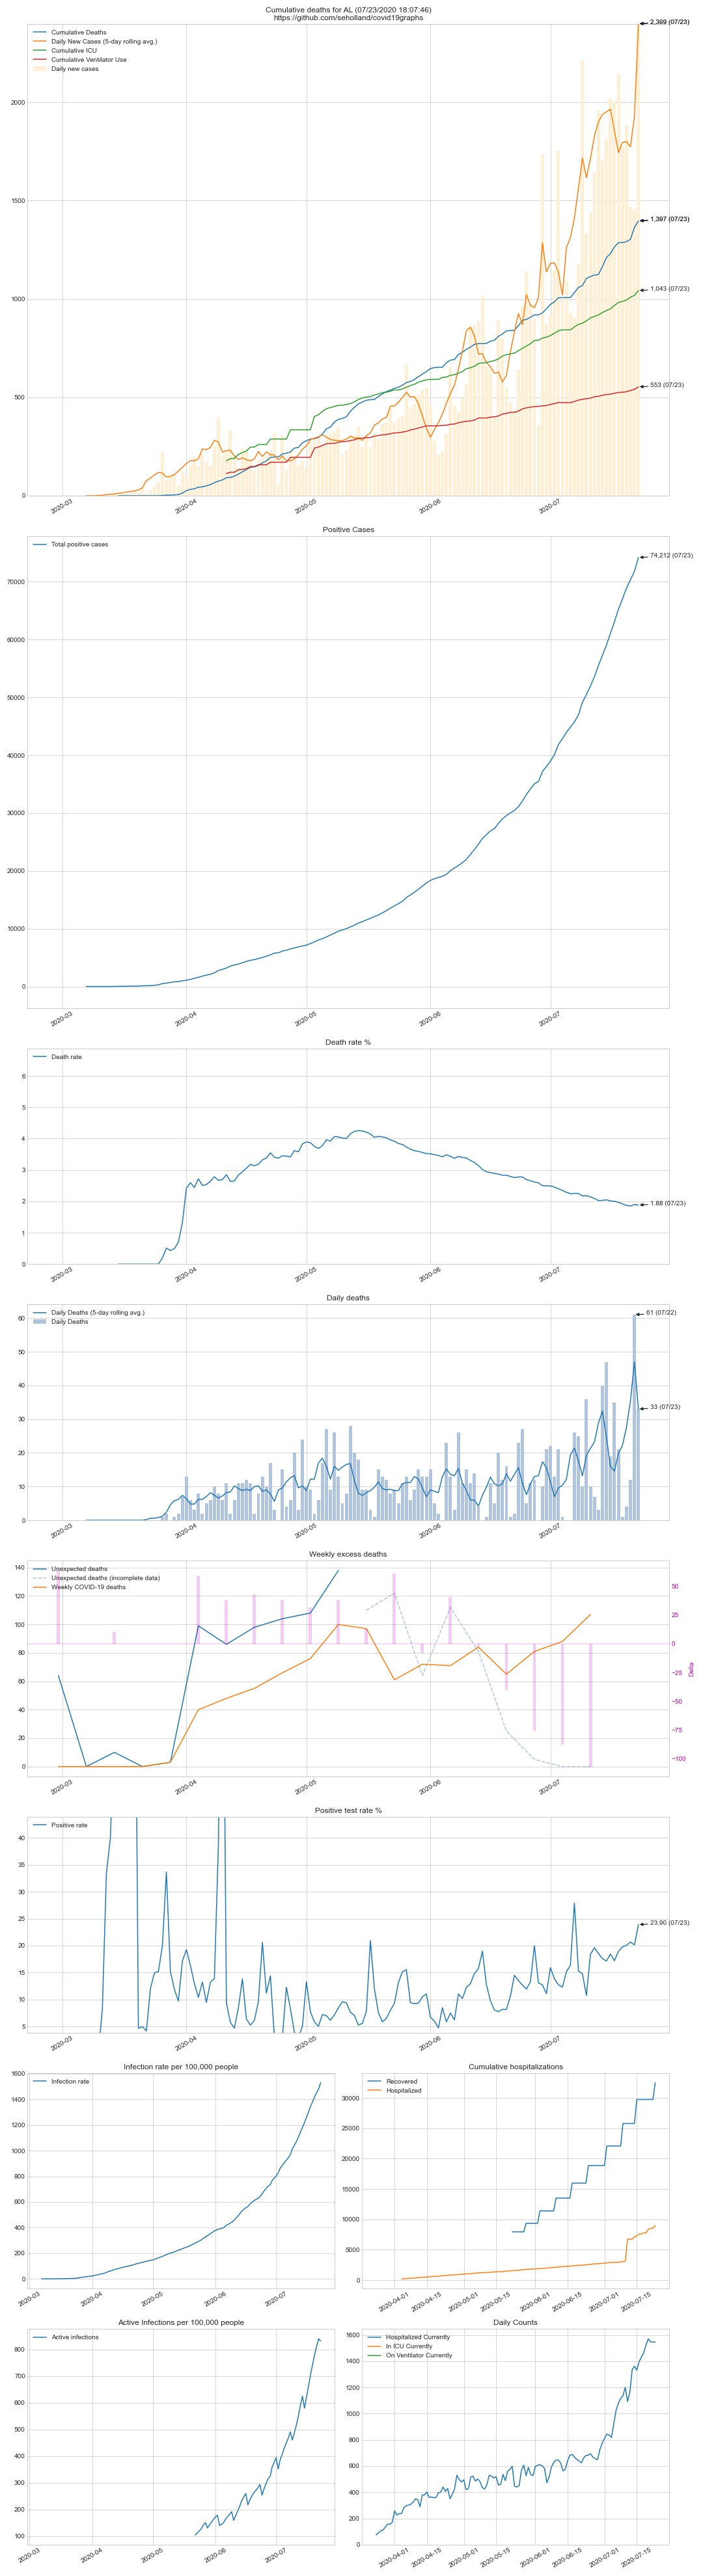 Cumulative deaths for AL (07/23/2020 18:07:46)
https://github.com/seholland/covid19graphs
Cumulative Deaths
Daily New Cases (5-day rolling avg.)
Cumulative ICU
Cumulative Ventilator Use
Daily new cases
2,399 (07/23)
1,397 (07/23)
1,043 (07/23)
553 (07/23)
2000
1500
1000
500
0
2020-03 2020-04 2020-05 2020-06 2020-07
Positive Cases
Total positive cases
74,212 (07/23)
70000
60000
50000
40000
30000
20000
10000
0
2020-03 2020-04 2020-05 2020-06 2020-07
Death rate %
Death rate
6
5
4
3
2
1
0
1.88 (07/23)
2020-03 2020-04 2020-05 2020-06 2020-07
Daily deaths
Daily Deaths (5-day rolling avg.)
Daily Deaths
61 (07/22)
33 (07/23)
60
50
40
30
20
10
0
2020-03 2020-04 2020-05 2020-06 2020-07
Weekly excess deaths
Unexpected deaths
Unexpected deaths (incomplete data)
Weekly COVID-19 deaths
140
120
100
80
60
40
20
0
50
25
0
−25
−50
−75
−100
Delta
2020-03 2020-04 2020-05 2020-06 2020-07
Positive test rate %
Positive rate
40
35
30
25
20
15
10
5
23.90 (07/23)
2020-03 2020-04 2020-05 2020-06 2020-07
Infection rate per 100,000 people
Infection rate
1600
1400
1200
1000
800
600
400
200
0
2020-03 2020-04 2020-05 2020-06 2020-07
Cumulative hospitalizations
Recovered
Hospitalized
30000
25000
20000
15000
10000
5000
0
2020-04-01 2020-04-15 2020-05-01 2020-05-15 2020-06-01 2020-06-15 2020-07-01 2020-07-15
Active Infections per 100,000 people
Active infections
800
700
600
500
400
300
200
100
2020-03 2020-04 2020-05 2020-06 2020-07
Daily Counts
Hospitalized Currently
In ICU Currently
On Ventilator Currently
1600
1400
1200
1000
800
600
400
200
0
2020-04-01 2020-04-15 2020-05-01 2020-05-15 2020-06-01 2020-06-15 2020-07-01 2020-07-15